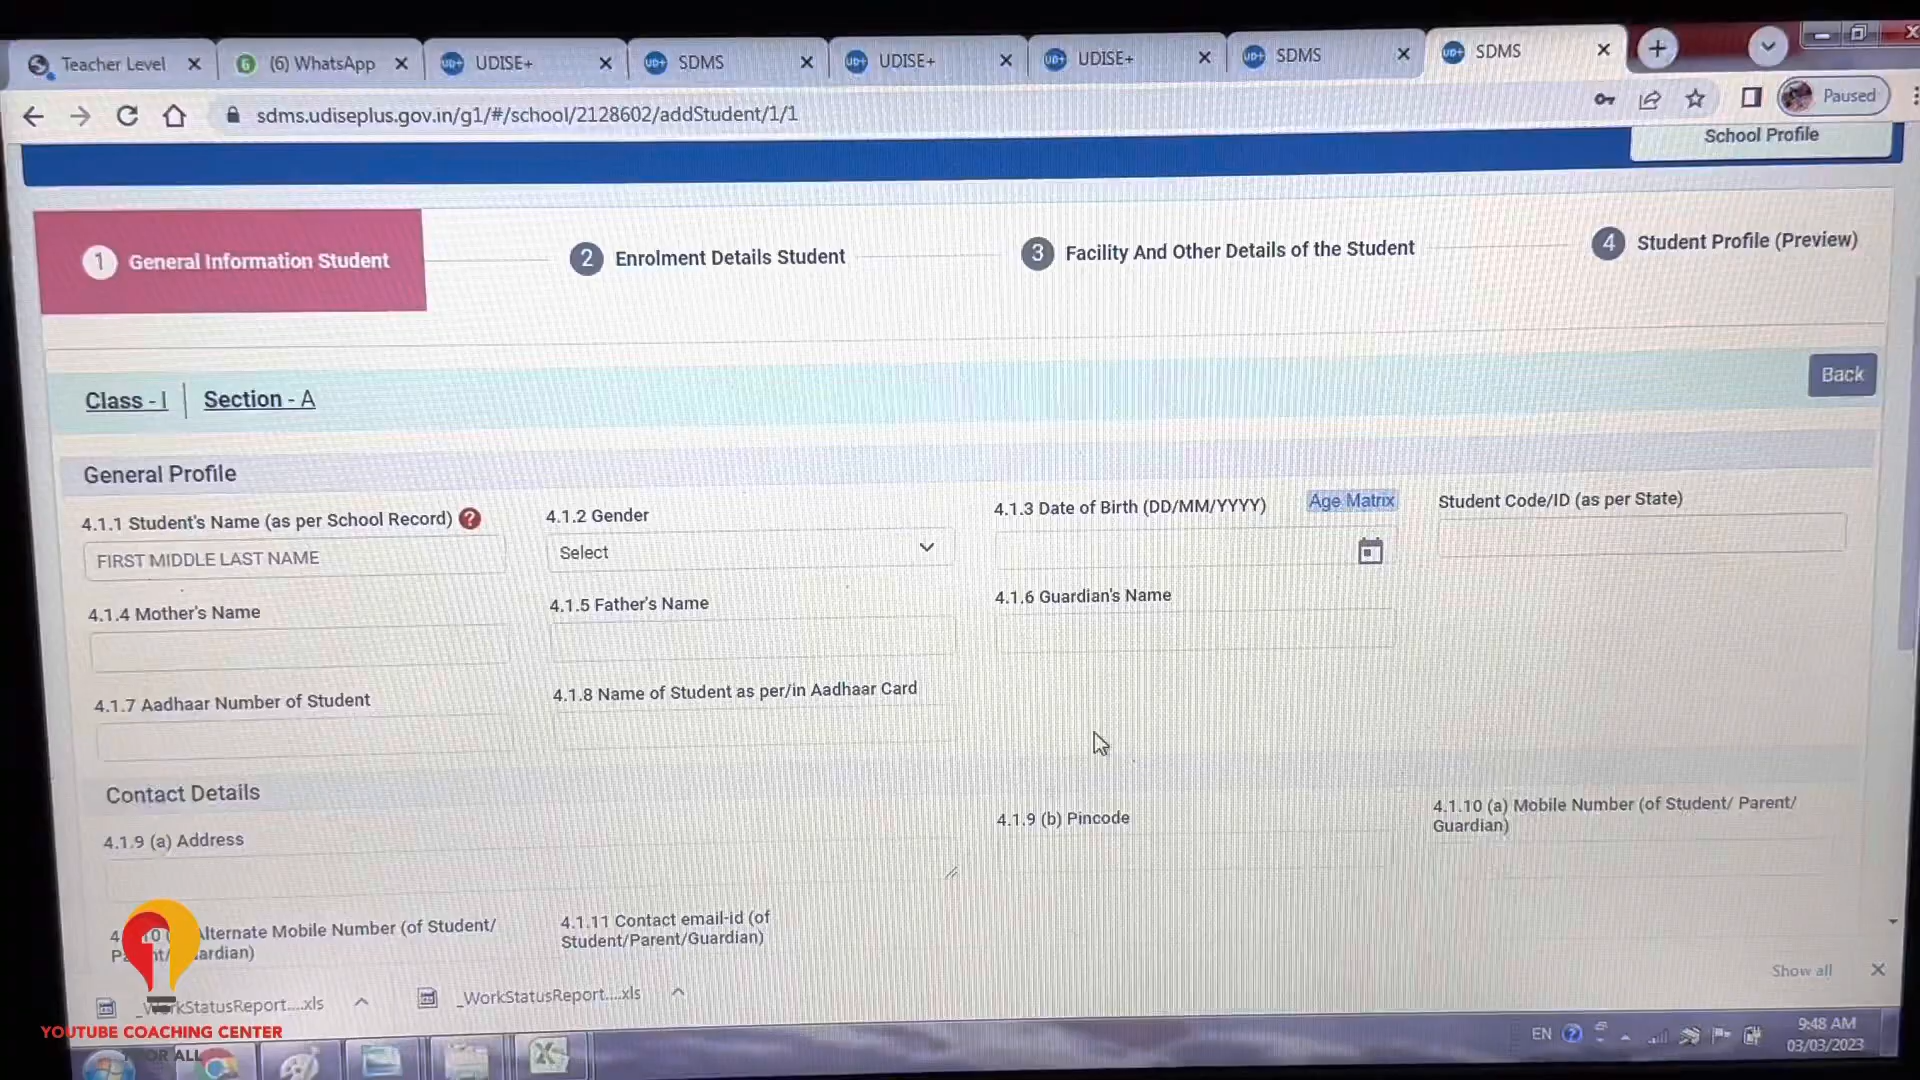 Teacher Level
(6) WhatsApp
UDISE+
SDMS
UDISE+
UDISE+
SDMS
SDMS
sdms.udiseplus.gov.in/g1/#/school/2128602/addStudent/1/1
Paused
School Profile
1 General Information Student
2 Enrolment Details Student
3 Facility And Other Details of the Student
4 Student Profile (Preview)
Class - I
Section - A
Back
General Profile
4.1.1 Student's Name (as per School Record) ?
FIRST MIDDLE LAST NAME
4.1.2 Gender
Select
4.1.3 Date of Birth (DD/MM/YYYY)
Age Matrix
Student Code/ID (as per State)
4.1.4 Mother's Name
4.1.5 Father's Name
4.1.6 Guardian's Name
4.1.7 Aadhaar Number of Student
4.1.8 Name of Student as per/in Aadhaar Card
Contact Details
4.1.9 (a) Address
4.1.9 (b) Pincode
4.1.10 (a) Mobile Number (of Student/ Parent/
Guardian)
Alternate Mobile Number (of Student/
4.1.11 Contact email-id (of
Student/Parent/Guardian)
Show all
_WorkStatusReport....xls
_WorkStatusReport....xls
YOUTUBE COACHING CENTER
FOR ALL
EN
9:48 AM
03/03/2023